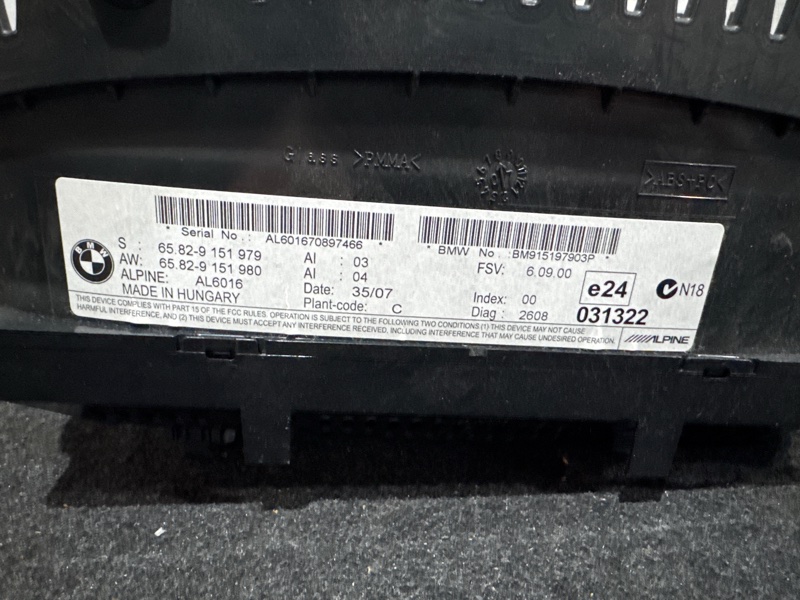 Glass >PMMA<
* Serial No : AL601670897466 *
* BMW No : BM915197903P *
BMW
S : 65.82-9 151 979 AI : 03 FSV: 6.09.00
AW: 65.82-9 151 980 AI : 04
ALPINE: AL6016 Date: 35/07 Index: 00 e24 N18
MADE IN HUNGARY Plant-code: C Diag : 2608 031322
THIS DEVICE COMPLIES WITH PART 15 OF THE FCC RULES. OPERATION IS SUBJECT TO THE FOLLOWING TWO CONDITIONS:(1) THIS DEVICE MAY NOT CAUSE
HARMFUL INTERFERENCE, AND (2) THIS DEVICE MUST ACCEPT ANY INTERFERENCE RECEIVED, INCLUDING INTERFERENCE THAT MAY CAUSE UNDESIRED OPERATION.
ALPINE